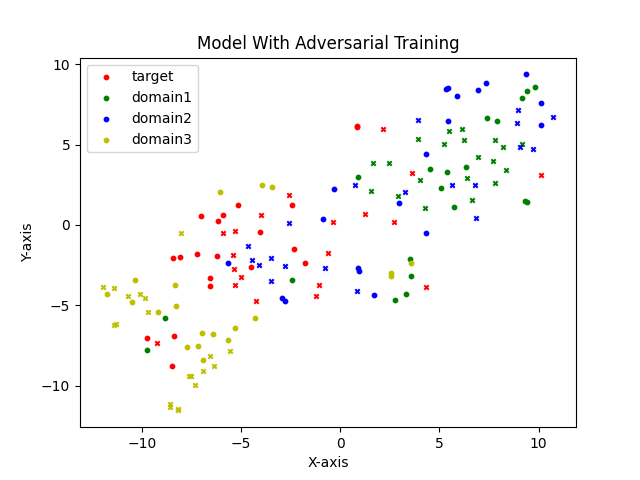 Model With Adversarial Training
target
domain1
domain2
domain3
Y-axis
10
5
0
−5
−10
−10
−5
0
5
10
X-axis